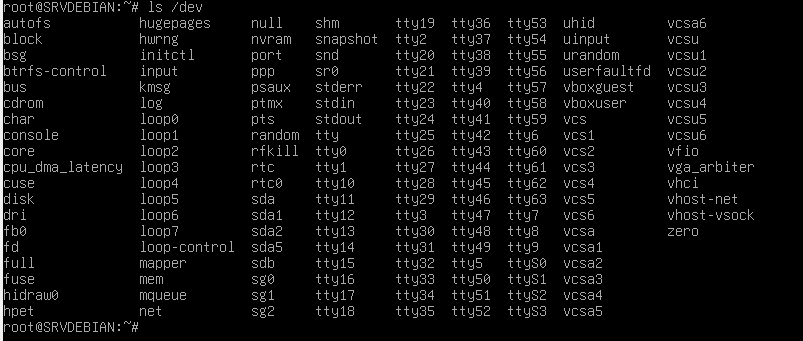 root@SRVDEBIAN:~# ls /dev
autofs hugepages null shm tty19 tty36 tty53 uhid vcsa6
block hwrng nvram snapshot tty2 tty37 tty54 uinput vcsu
bsg initctl port snd tty20 tty38 tty55 urandom vcsu1
btrfs-control input ppp sr0 tty21 tty39 tty56 userfaultfd vcsu2
bus kmsg psaux stderr tty22 tty4 tty57 vboxguest vcsu3
cdrom log ptmx stdin tty23 tty40 tty58 vboxuser vcsu4
char loop0 pts stdout tty24 tty41 tty59 vcs vcsu5
console loop1 random tty tty25 tty42 tty6 vcs1 vcsu6
core loop2 rfkill tty0 tty26 tty43 tty60 vcs2 vfio
cpu_dma_latency loop3 rtc tty1 tty27 tty44 tty61 vcs3 vga_arbiter
cuse loop4 rtc0 tty10 tty28 tty45 tty62 vcs4 vhci
disk loop5 sda tty11 tty29 tty46 tty63 vcs5 vhost-net
dri loop6 sda1 tty12 tty3 tty47 tty7 vcs6 vhost-vsock
fb0 loop7 sda2 tty13 tty30 tty48 tty8 vcsa zero
fd loop-control sda5 tty14 tty31 tty49 tty9 vcsa1
full mapper sdb tty15 tty32 tty5 ttyS0 vcsa2
fuse mem sg0 tty16 tty33 tty50 ttyS1 vcsa3
hidraw0 mqueue sg1 tty17 tty34 tty51 ttyS2 vcsa4
hpet net sg2 tty18 tty35 tty52 ttyS3 vcsa5
root@SRVDEBIAN:~#